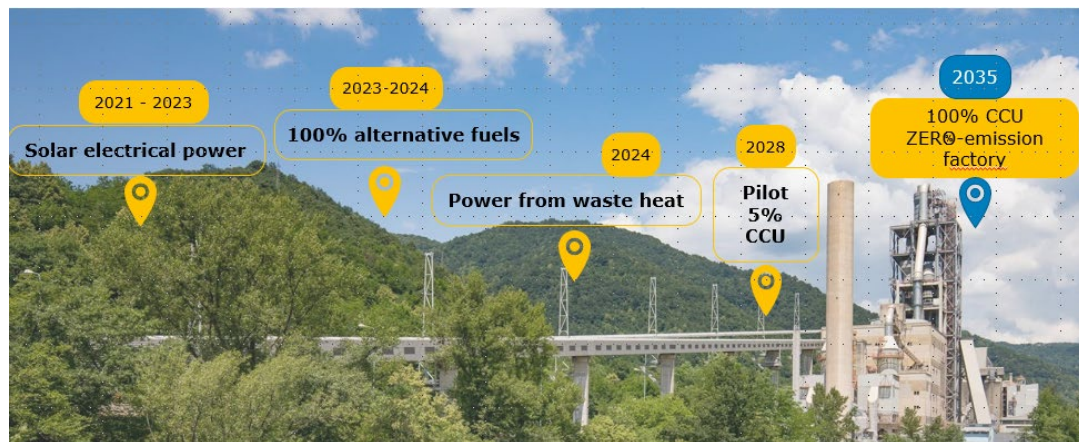 2021 - 2023
Solar electrical power
2023-2024
100% alternative fuels
2024
Power from waste heat
2028
Pilot
5%
CCU
2035
100% CCU
ZERO-emission
factory